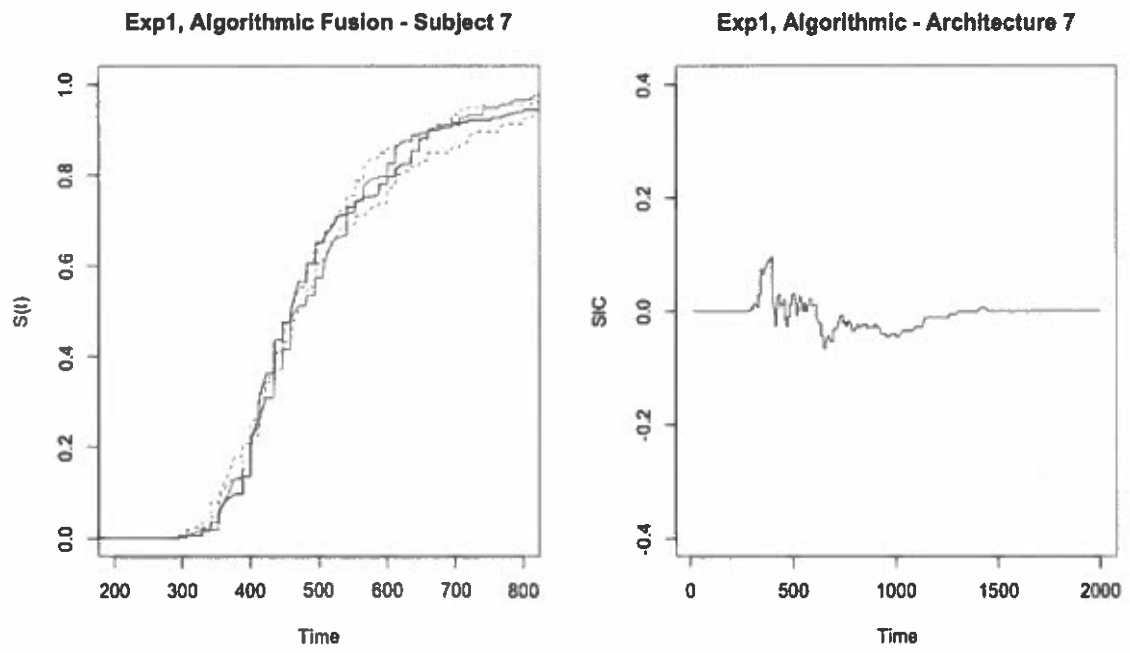 Exp1, Algorithmic Fusion - Subject 7
1.0
0.8
0.6
0.4
0.2
0.0
S(t)
200 300 400 500 600 700 800
Time
Exp1, Algorithmic - Architecture 7
0.4
0.2
0.0
-0.2
-0.4
SIC
0 500 1000 1500 2000
Time